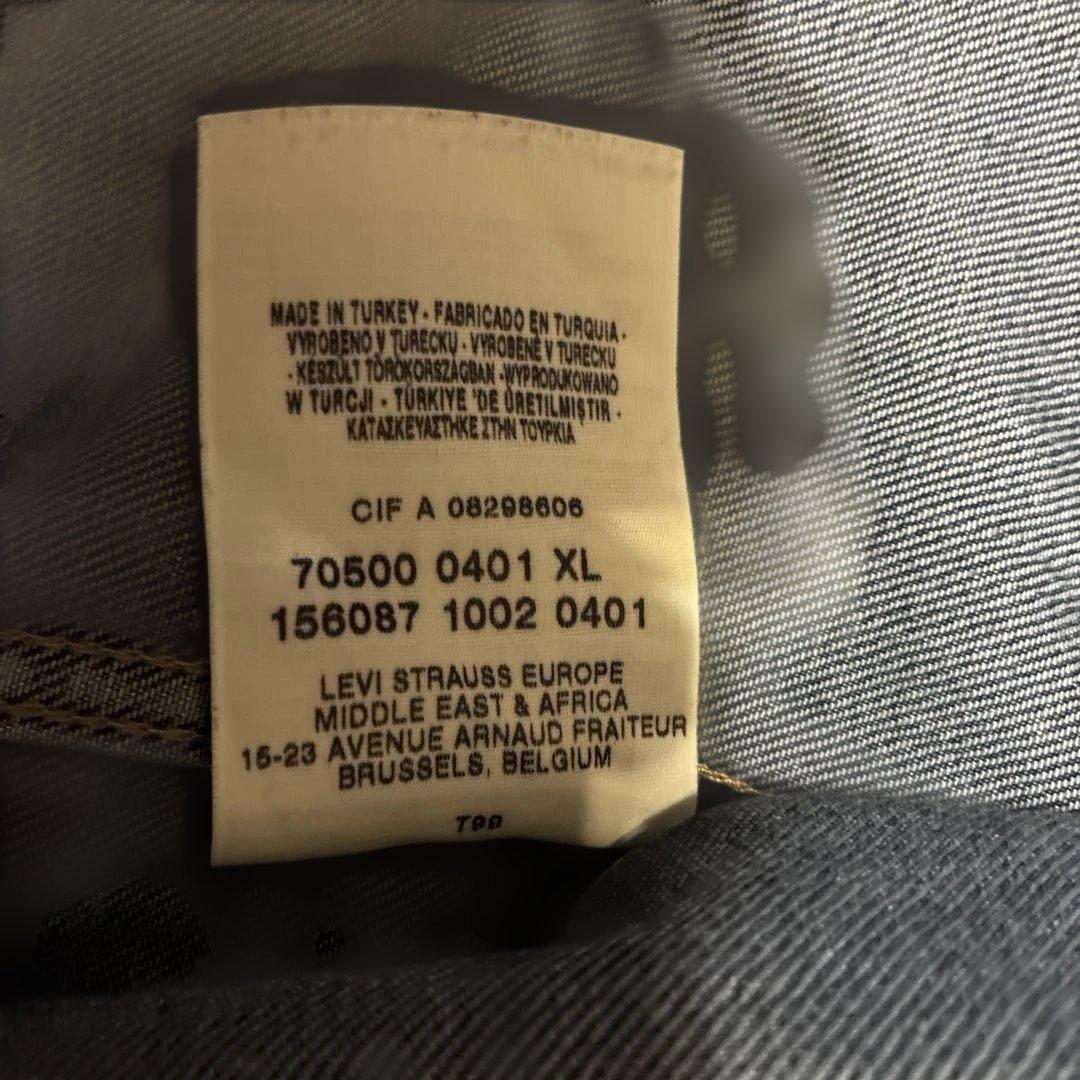 MADE IN TURKEY - FABRICADO EN TURQUIA -
VYROBENO V TURECKU - VYROBENÉ V TURECKU
- KÉSZÜLT TÖRÖKORSZÁGBAN - WYPRODUKOWANO
W TURCJI - TÜRKIYE 'DE ÜRETILMIŞTIR -
ΚΑΤΑΣΚΕΥΑΣΤΗΚΕ ΣΤΗΝ ΤΟΥΡΚΙΑ
CIF A 08298606
70500 0401 XL
156087 1002 0401
LEVI STRAUSS EUROPE
MIDDLE EAST & AFRICA
15-23 AVENUE ARNAUD FRAITEUR
BRUSSELS, BELGIUM